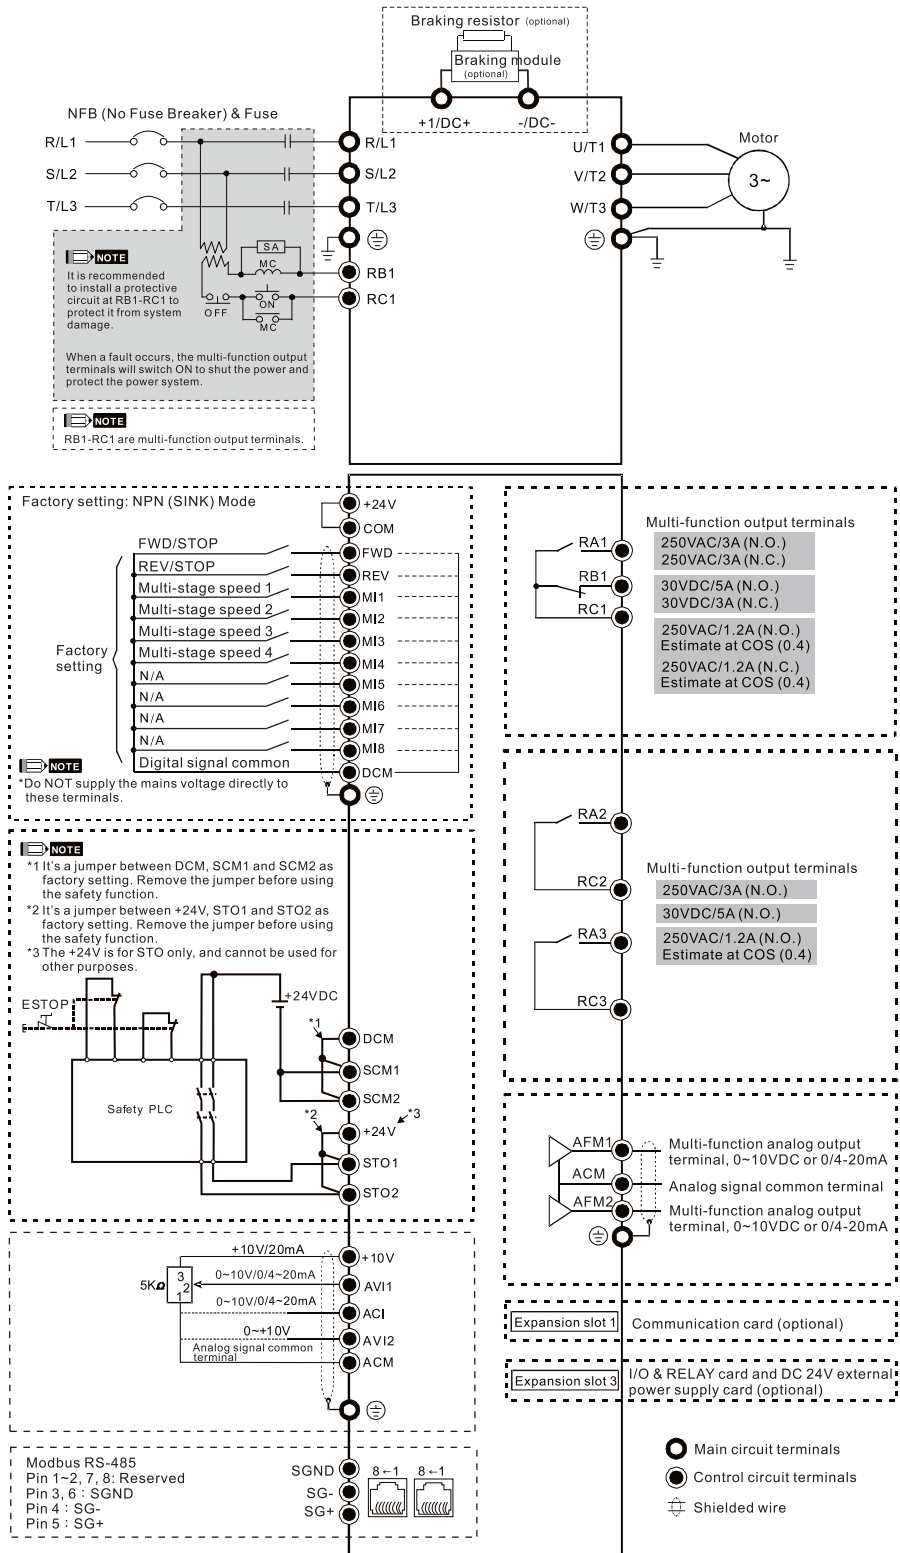 Braking resistor (optional)
Braking module
(optional)
+1/DC+
-/DC-
NFB (No Fuse Breaker) & Fuse
R/L1
S/L2
T/L3
R/L1
S/L2
T/L3
RB1
RC1
U/T1
V/T2
W/T3
Motor
3~
SA
MC
OFF
ON
MC
NOTE
It is recommended
to install a protective
circuit at RB1-RC1 to
protect it from system
damage.
When a fault occurs, the multi-function output
terminals will switch ON to shut the power and
protect the power system.
NOTE
RB1-RC1 are multi-function output terminals.
Factory setting: NPN (SINK) Mode
+24V
COM
FWD/STOP
FWD
REV/STOP
REV
Multi-stage speed 1
MI1
Multi-stage speed 2
MI2
Multi-stage speed 3
MI3
Multi-stage speed 4
MI4
N/A
MI5
N/A
MI6
N/A
MI7
N/A
MI8
Digital signal common
DCM
Factory
setting
NOTE
*Do NOT supply the mains voltage directly to
these terminals.
RA1
RB1
RC1
Multi-function output terminals
250VAC/3A (N.O.)
250VAC/3A (N.C.)
30VDC/5A (N.O.)
30VDC/3A (N.C.)
250VAC/1.2A (N.O.)
Estimate at COS (0.4)
250VAC/1.2A (N.C.)
Estimate at COS (0.4)
NOTE
*1 It's a jumper between DCM, SCM1 and SCM2 as
factory setting. Remove the jumper before using
the safety function.
*2 It's a jumper between +24V, STO1 and STO2 as
factory setting. Remove the jumper before using
the safety function.
*3 The +24V is for STO only, and cannot be used for
other purposes.
ESTOP
+24VDC
Safety PLC
*1
DCM
SCM1
SCM2
*2
*3
+24V
STO1
STO2
RA2
RC2
RA3
RC3
Multi-function output terminals
250VAC/3A (N.O.)
30VDC/5A (N.O.)
250VAC/1.2A (N.O.)
Estimate at COS (0.4)
AFM1
ACM
AFM2
Multi-function analog output
terminal, 0~10VDC or 0/4-20mA
Analog signal common terminal
Multi-function analog output
terminal, 0~10VDC or 0/4-20mA
+10V/20mA
+10V
5KΩ
3
2
1
0~10V/0/4~20mA
AVI1
0~10V/0/4~20mA
ACI
0~+10V
AVI2
Analog signal common
terminal
ACM
Expansion slot 1
Communication card (optional)
Expansion slot 3
I/O & RELAY card and DC 24V external
power supply card (optional)
Modbus RS-485
Pin 1~2, 7, 8: Reserved
Pin 3, 6 : SGND
Pin 4 : SG-
Pin 5 : SG+
SGND
SG-
SG+
8←1
8←1
Main circuit terminals
Control circuit terminals
Shielded wire